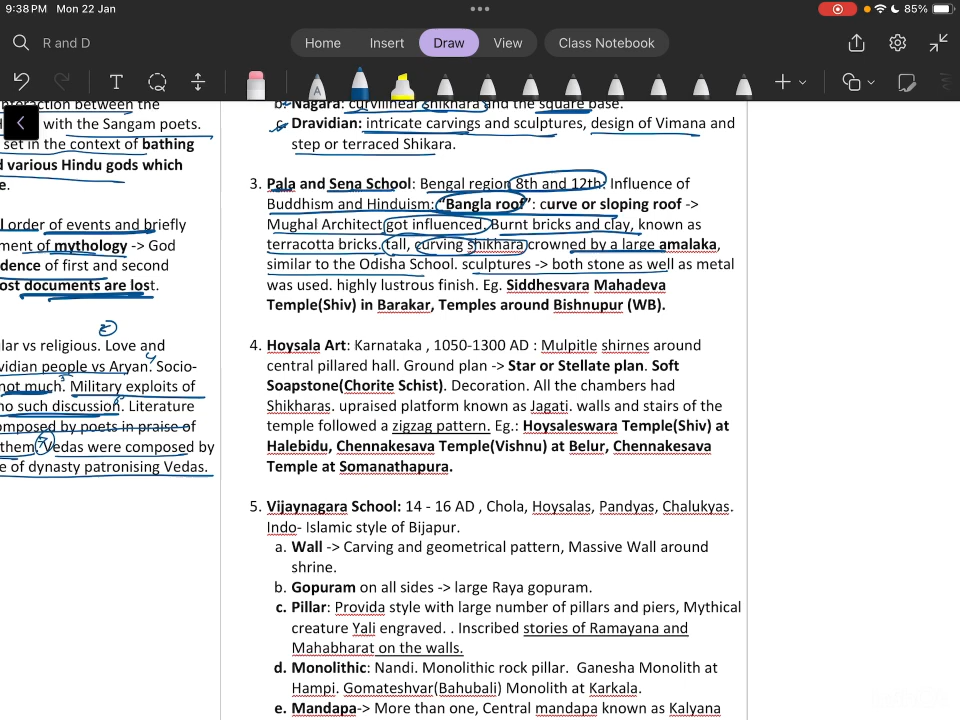 9:38 PM Mon 22 Jan
85%
R and D
Home Insert Draw View Class Notebook
with the Sangam poets.
set in the context of bathing
various Hindu gods which
e.
order of events and briefly
ment of mythology -> God
dence of first and second
ost documents are lost.
2
lar vs religious. Love and
vidian people vs Aryan. Socio-
not much. Military exploits of
no such discussion. Literature
omposed by poets in praise of
them. Vedas were composed by
e of dynasty patronising Vedas.
b. Nagara: curvilinear shikhara and the square base.
c. Dravidian: intricate carvings and sculptures, design of Vimana and
step or terraced Shikara.
3. Pala and Sena School: Bengal region 8th and 12th. Influence of
Buddhism and Hinduism: "Bangla roof": curve or sloping roof ->
Mughal Architect got influenced. Burnt bricks and clay, known as
terracotta bricks. tall, curving shikhara crowned by a large amalaka,
similar to the Odisha School. sculptures -> both stone as well as metal
was used. highly lustrous finish. Eg. Siddhesvara Mahadeva
Temple(Shiv) in Barakar, Temples around Bishnupur (WB).
4. Hoysala Art: Karnataka , 1050-1300 AD : Mulpitle shirnes around
central pillared hall. Ground plan -> Star or Stellate plan. Soft
Soapstone(Chorite Schist). Decoration. All the chambers had
Shikharas. upraised platform known as Jagati. walls and stairs of the
temple followed a zigzag pattern. Eg.: Hoysaleswara Temple(Shiv) at
Halebidu, Chennakesava Temple(Vishnu) at Belur, Chennakesava
Temple at Somanathapura.
5. Vijaynagara School: 14 - 16 AD , Chola, Hoysalas, Pandyas, Chalukyas.
Indo- Islamic style of Bijapur.
a. Wall -> Carving and geometrical pattern, Massive Wall around
shrine.
b. Gopuram on all sides -> large Raya gopuram.
c. Pillar: Provida style with large number of pillars and piers, Mythical
creature Yali engraved. . Inscribed stories of Ramayana and
Mahabharat on the walls.
d. Monolithic: Nandi. Monolithic rock pillar. Ganesha Monolith at
Hampi. Gomateshvar(Bahubali) Monolith at Karkala.
e. Mandapa-> More than one, Central mandapa known as Kalyana